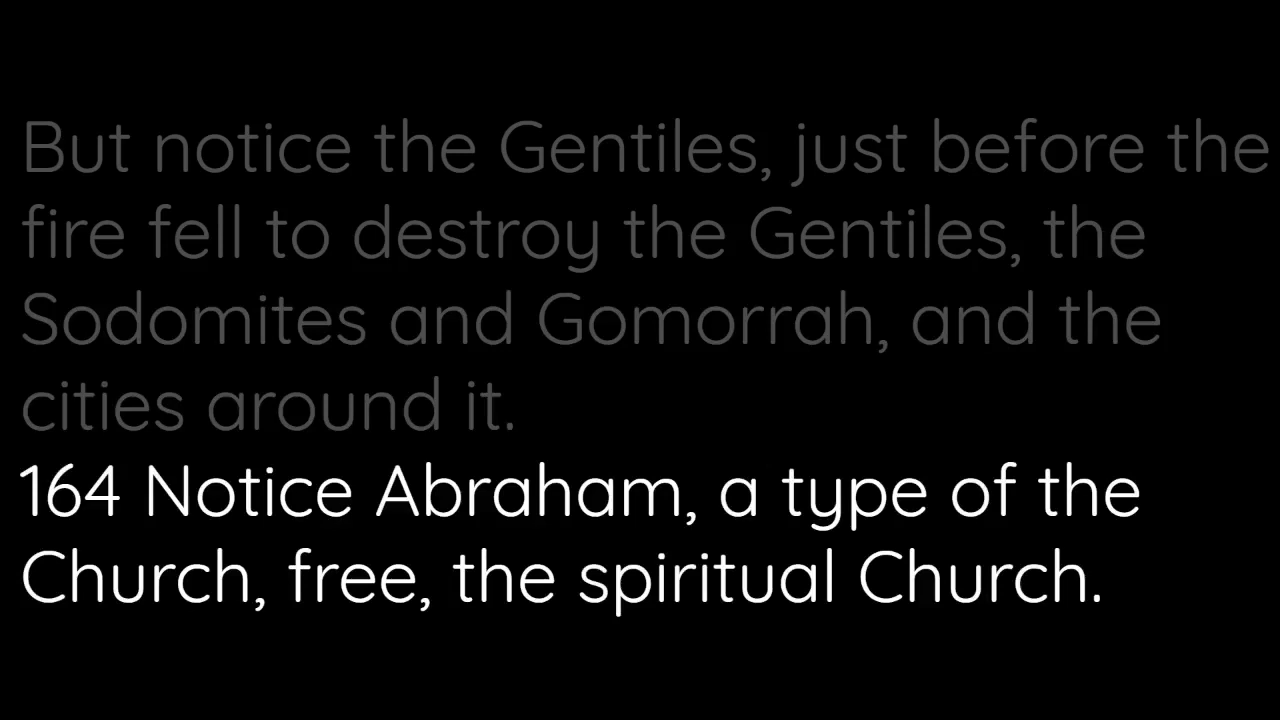 But notice the Gentiles, just before the
fire fell to destroy the Gentiles, the
Sodomites and Gomorrah, and the
cities around it.
164 Notice Abraham, a type of the
Church, free, the spiritual Church.